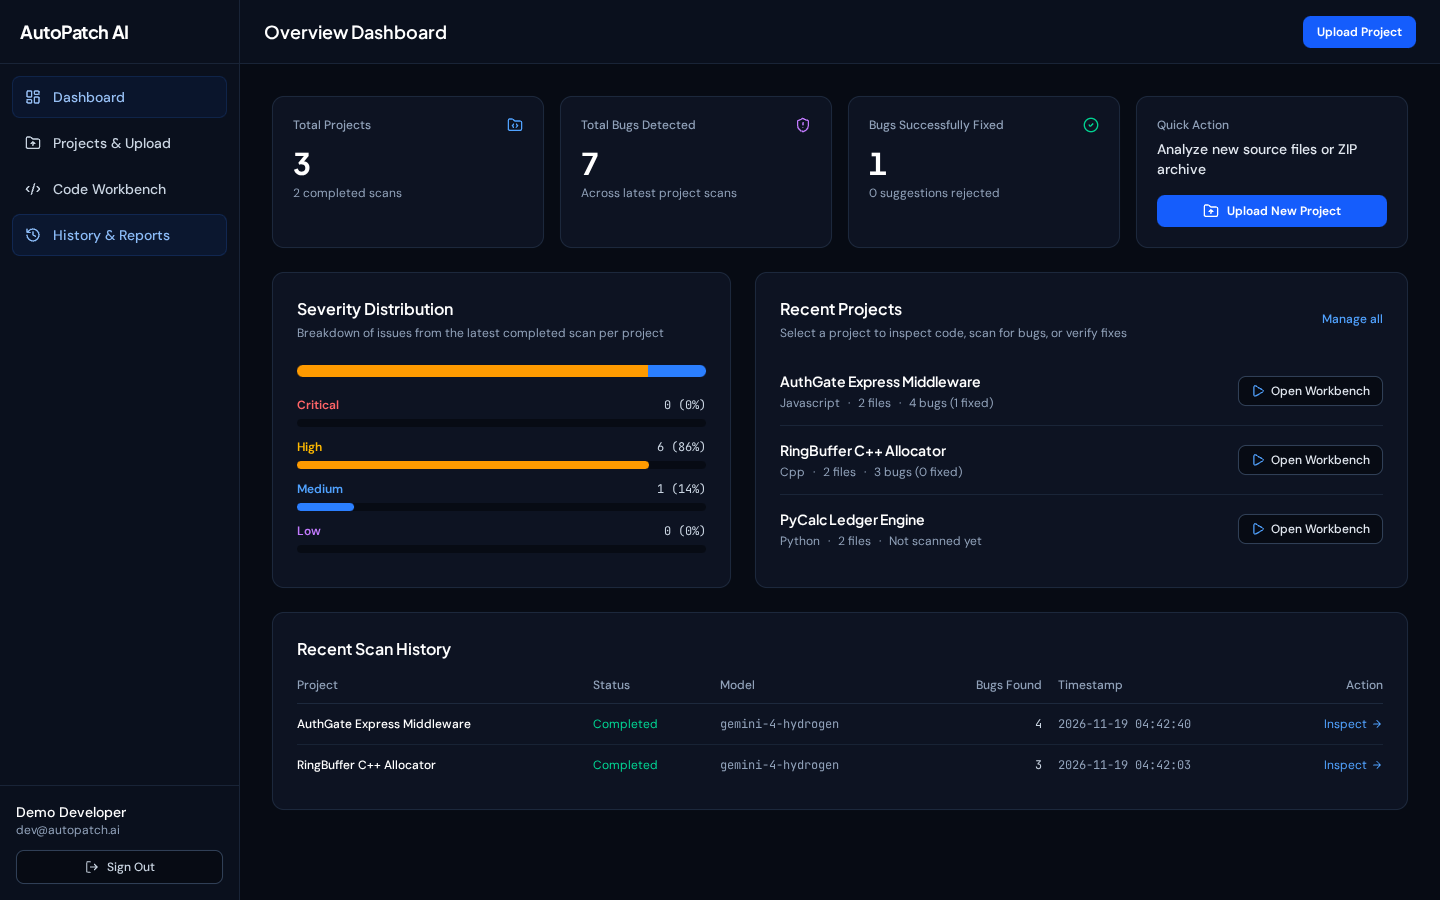 AutoPatch AI
Overview Dashboard
Upload Project
Dashboard
Projects & Upload
Code Workbench
History & Reports
Total Projects
3
2 completed scans
Total Bugs Detected
7
Across latest project scans
Bugs Successfully Fixed
1
0 suggestions rejected
Quick Action
Analyze new source files or ZIP
archive
Upload New Project
Severity Distribution
Breakdown of issues from the latest completed scan per project
Critical 0 (0%)
High 6 (86%)
Medium 1 (14%)
Low 0 (0%)
Recent Projects
Select a project to inspect code, scan for bugs, or verify fixes
Manage all
AuthGate Express Middleware
Javascript · 2 files · 4 bugs (1 fixed)
Open Workbench
RingBuffer C++ Allocator
Cpp · 2 files · 3 bugs (0 fixed)
Open Workbench
PyCalc Ledger Engine
Python · 2 files · Not scanned yet
Open Workbench
Recent Scan History
Project Status Model Bugs Found Timestamp Action
AuthGate Express Middleware Completed gemini-4-hydrogen 4 2026-11-19 04:42:40 Inspect →
RingBuffer C++ Allocator Completed gemini-4-hydrogen 3 2026-11-19 04:42:03 Inspect →
Demo Developer
dev@autopatch.ai
Sign Out